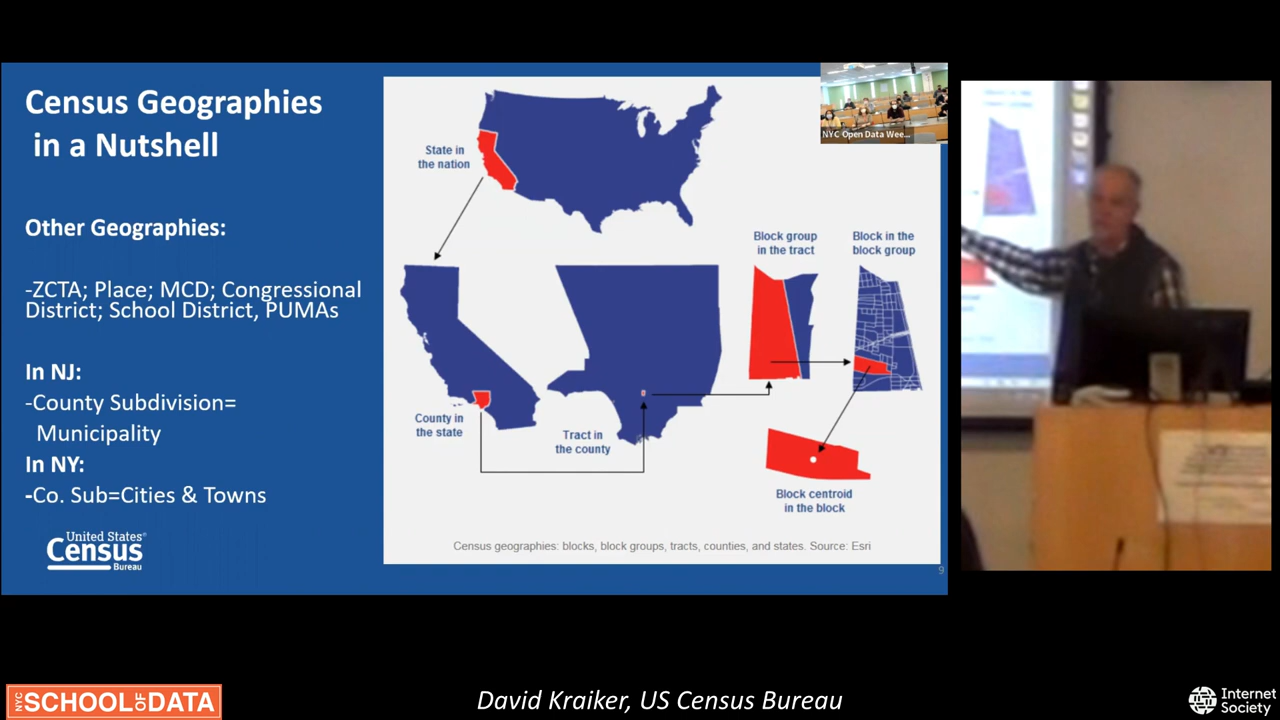 Census Geographies
in a Nutshell
Other Geographies:
-ZCTA; Place; MCD; Congressional
District; School District, PUMAs
In NJ:
-County Subdivision=
Municipality
In NY:
-Co. Sub=Cities & Towns
United States®
Census
Bureau
State in
the nation
County in
the state
Tract in
the county
Block group
in the tract
Block in the
block group
Block centroid
in the block
Census geographies: blocks, block groups, tracts, counties, and states. Source: Esri
9
NYC Open Data Wee...
NYC SCHOOL OF DATA
David Kraiker, US Census Bureau
Internet
Society